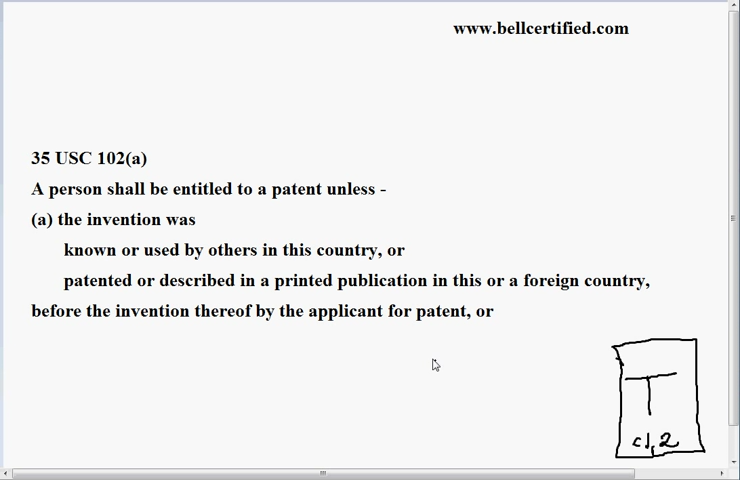 www.bellcertified.com
35 USC 102(a)
A person shall be entitled to a patent unless -
(a) the invention was
known or used by others in this country, or
patented or described in a printed publication in this or a foreign country,
before the invention thereof by the applicant for patent, or
T
cl, 2